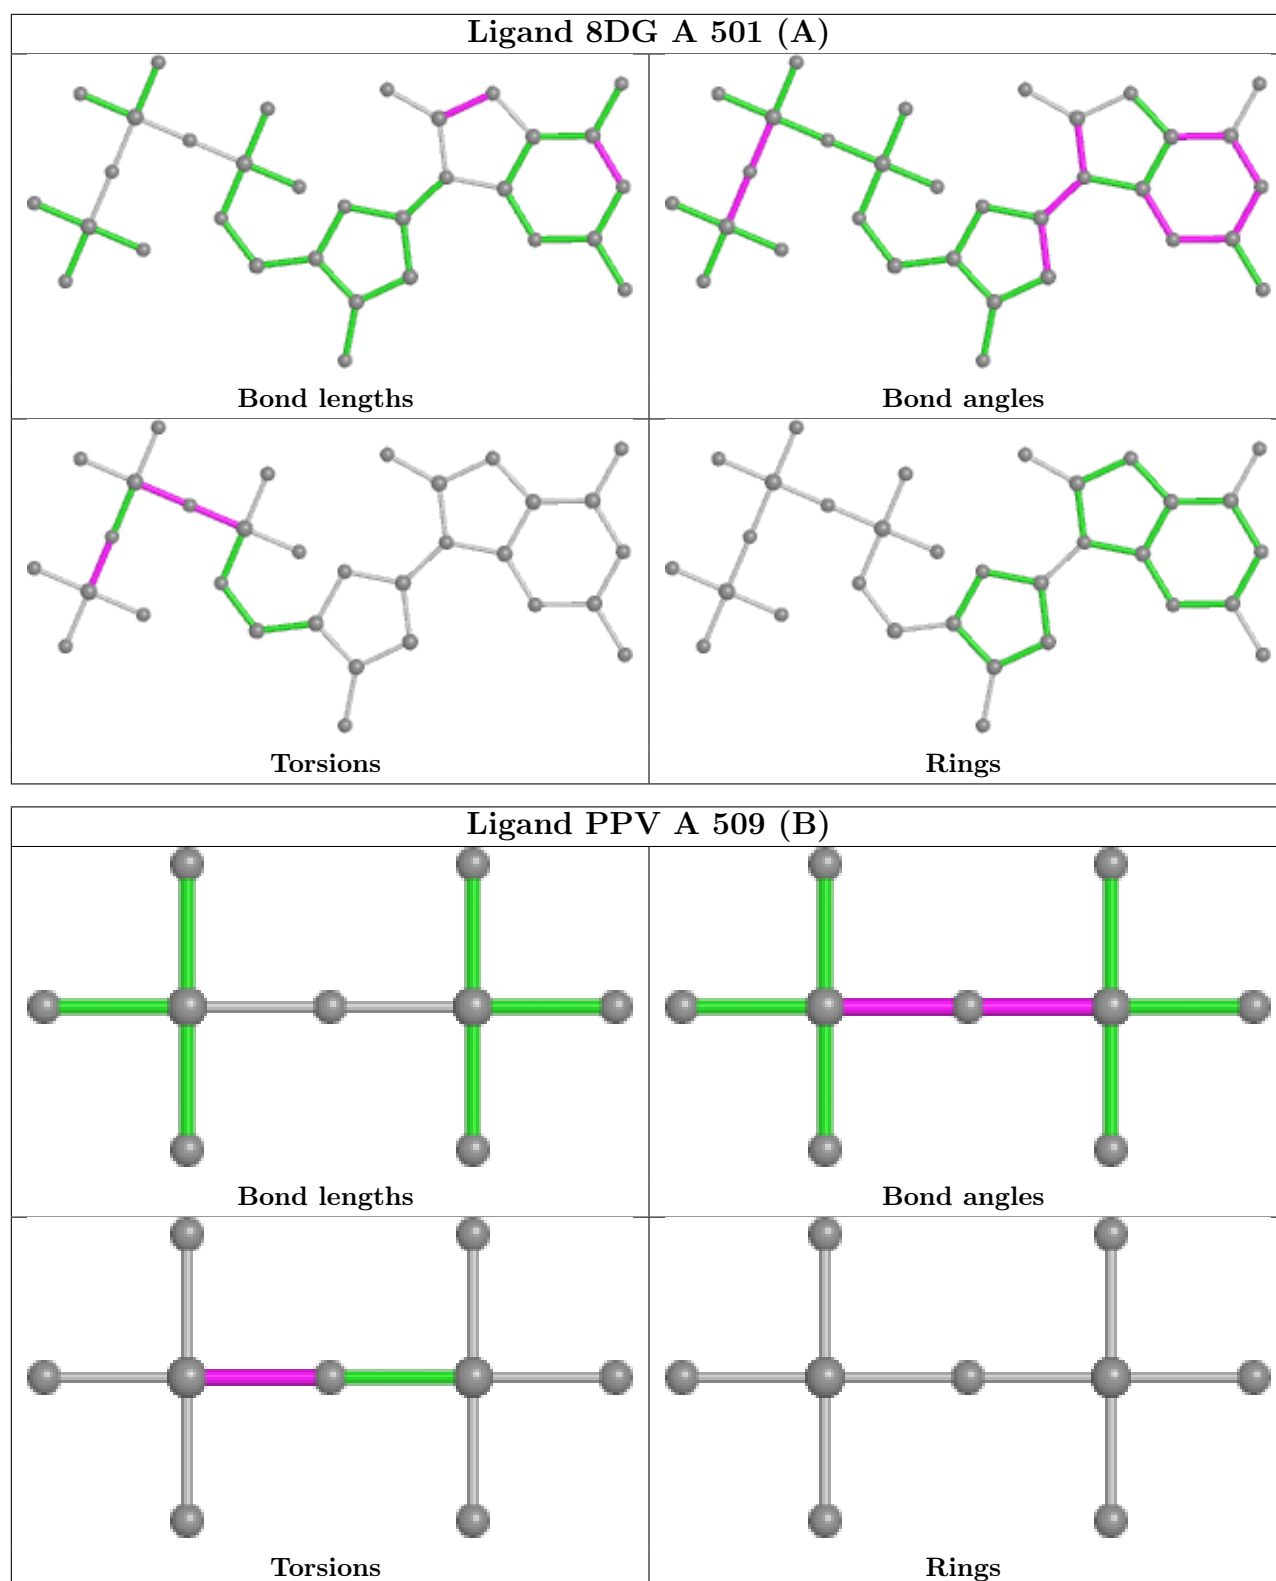 Ligand 8DG A 501 (A)
Bond lengths
Bond angles
Torsions
Rings
Ligand PPV A 509 (B)
Bond lengths
Bond angles
Torsions
Rings